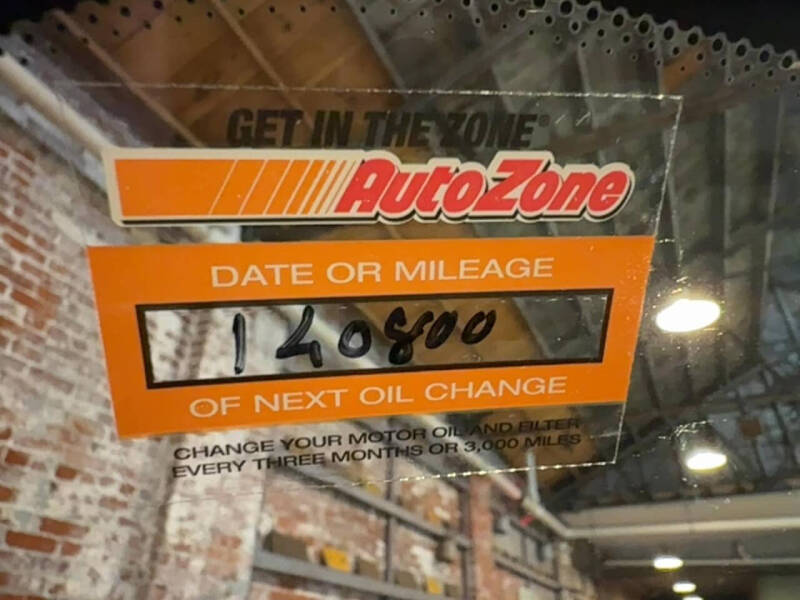 GET IN THE ZONE®
AutoZone
DATE OR MILEAGE
140800
OF NEXT OIL CHANGE
CHANGE YOUR MOTOR OIL AND FILTER
EVERY THREE MONTHS OR 3,000 MILES